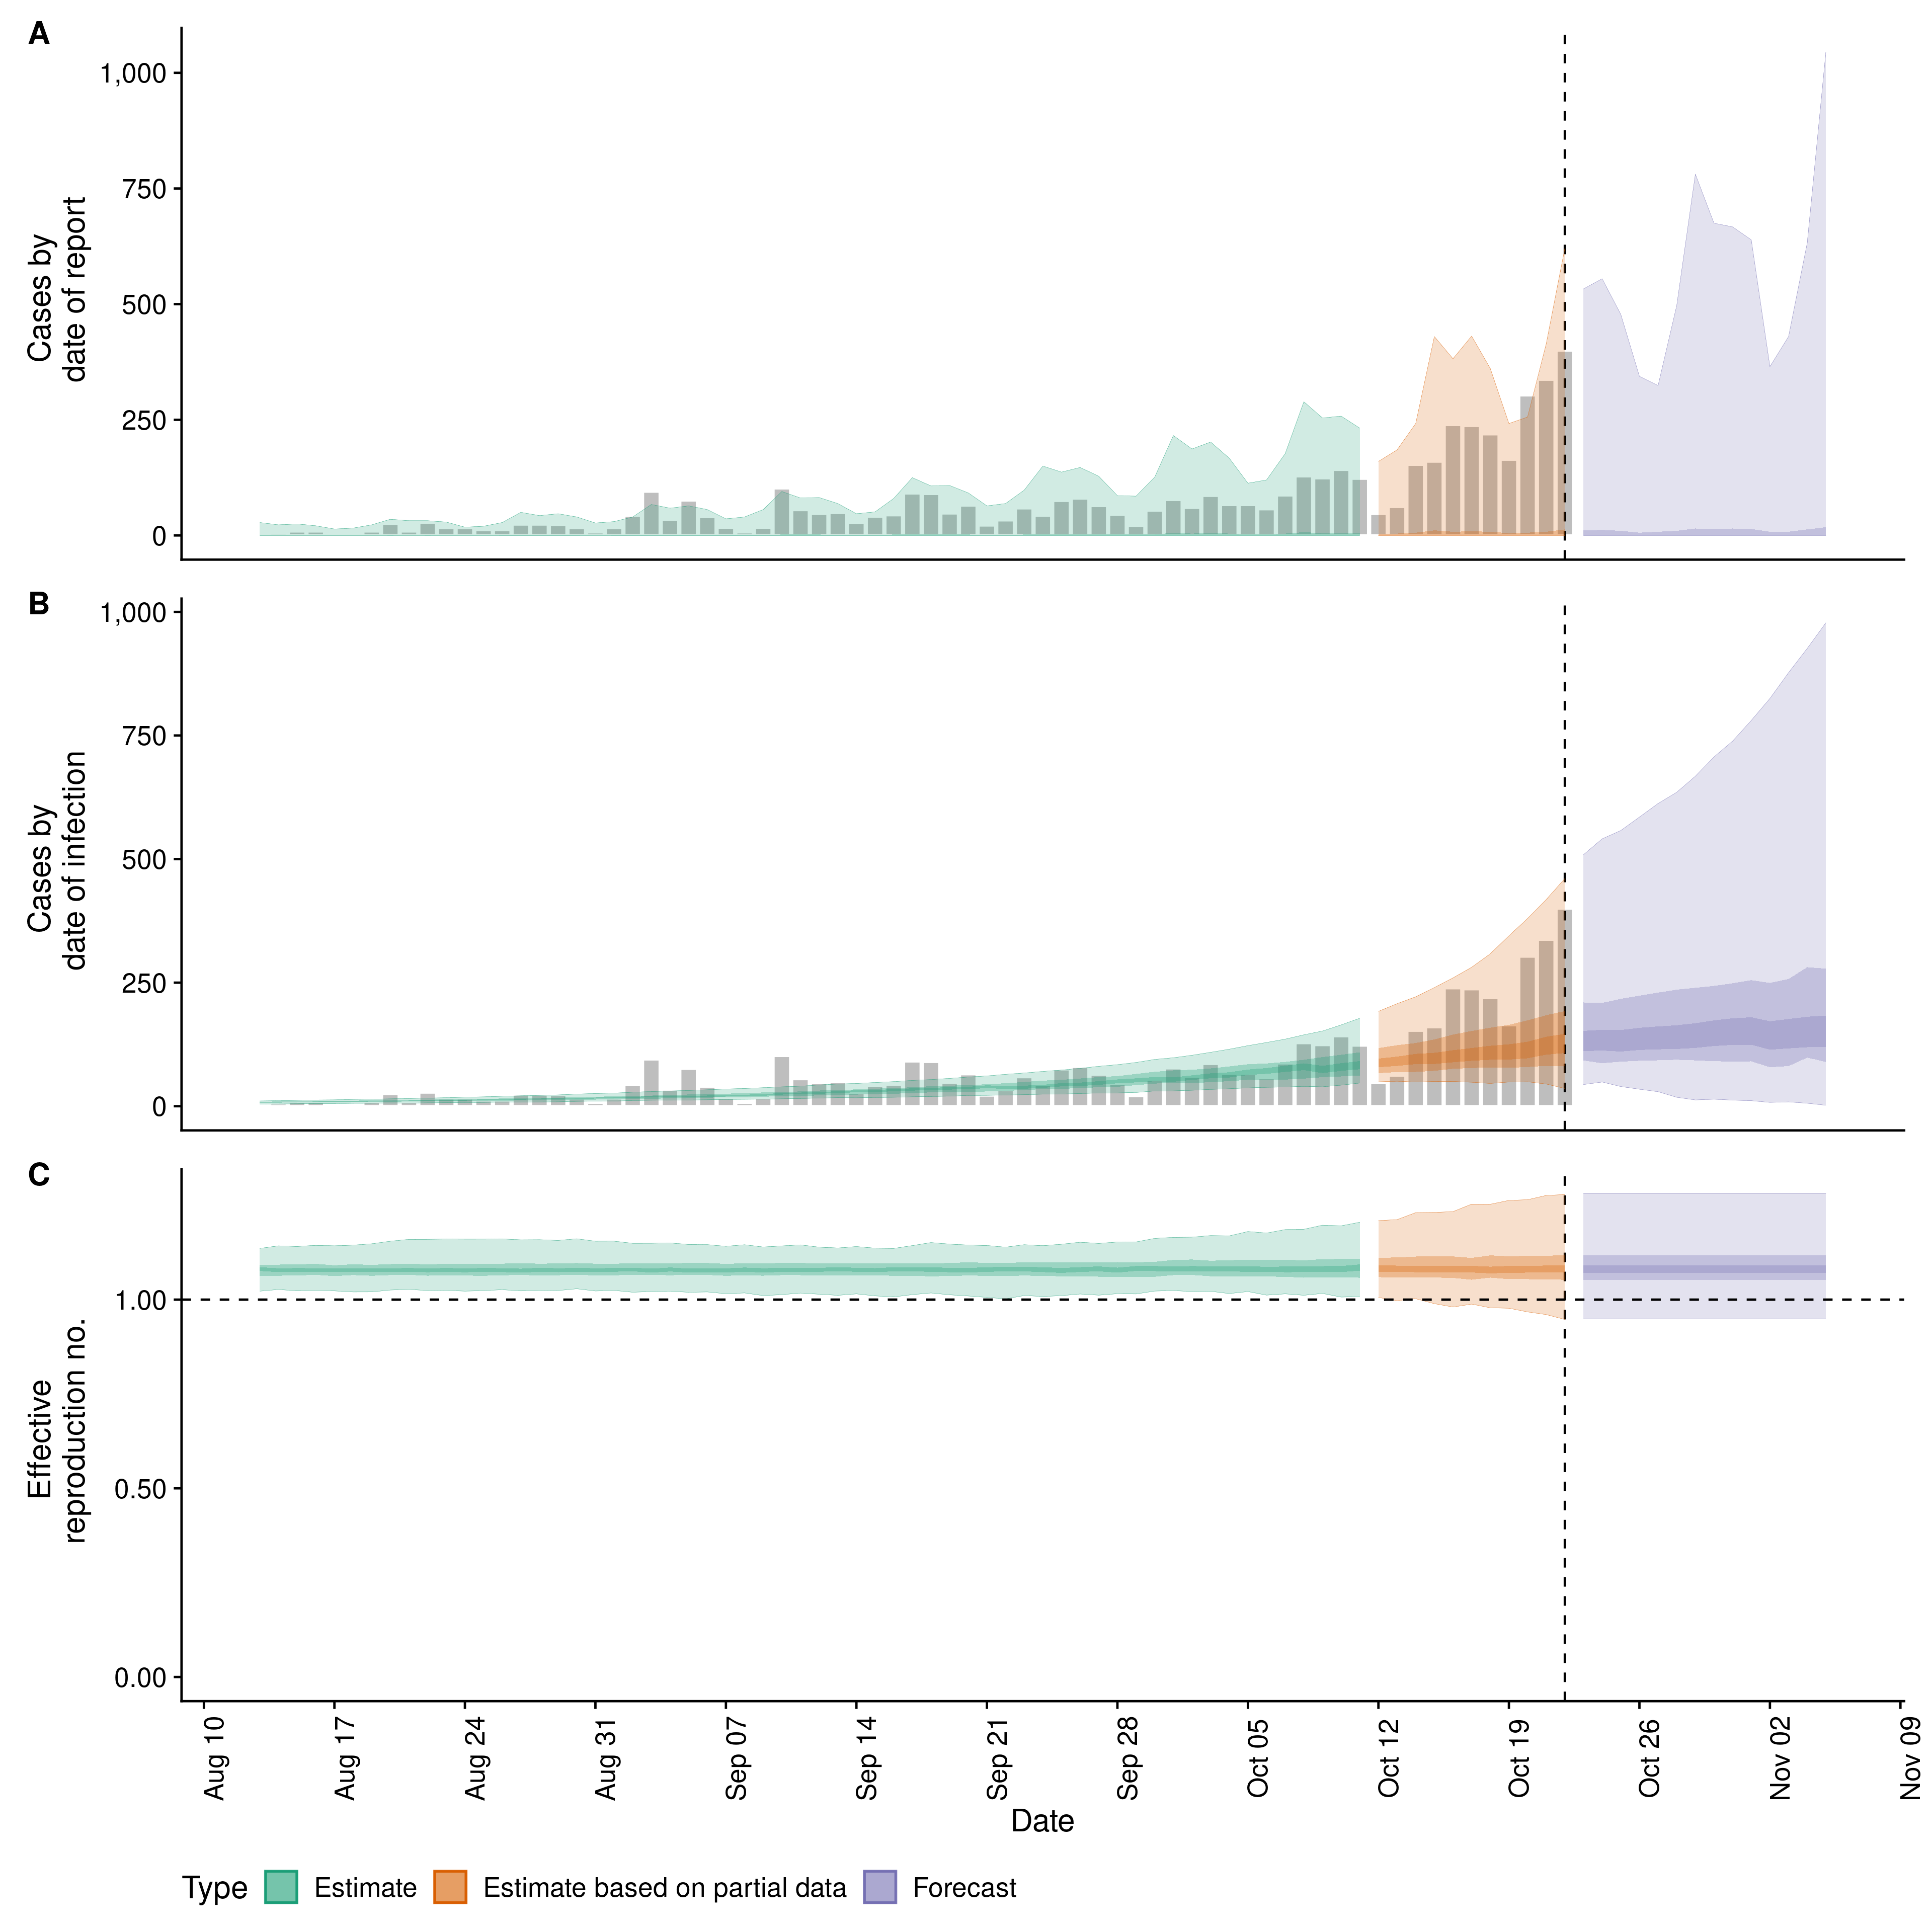 A
Cases by
date of report
1,000
750
500
250
0
B
Cases by
date of infection
1,000
750
500
250
0
C
Effective
reproduction no.
1.00
0.50
0.00
Aug 10
Aug 17
Aug 24
Aug 31
Sep 07
Sep 14
Sep 21
Sep 28
Oct 05
Oct 12
Oct 19
Oct 26
Nov 02
Nov 09
Date
Type Estimate Estimate based on partial data Forecast